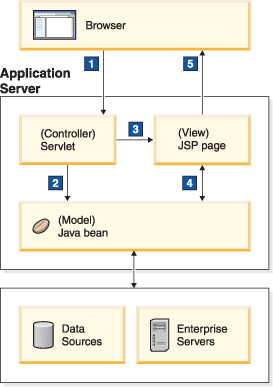 Browser
1
5
Application
Server
(Controller)
Servlet
3
(View)
JSP page
2
4
(Model)
Java bean
Data
Sources
Enterprise
Servers